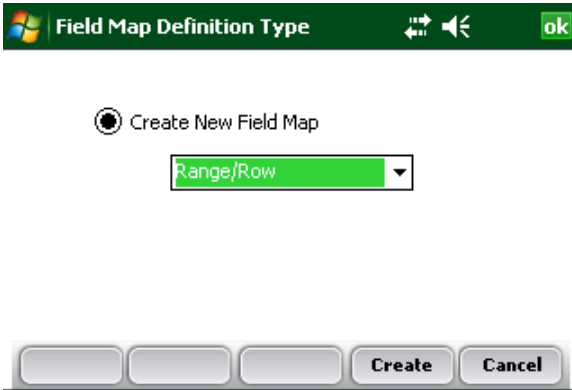 Field Map Definition Type ok
Create New Field Map
Range/Row
Create Cancel